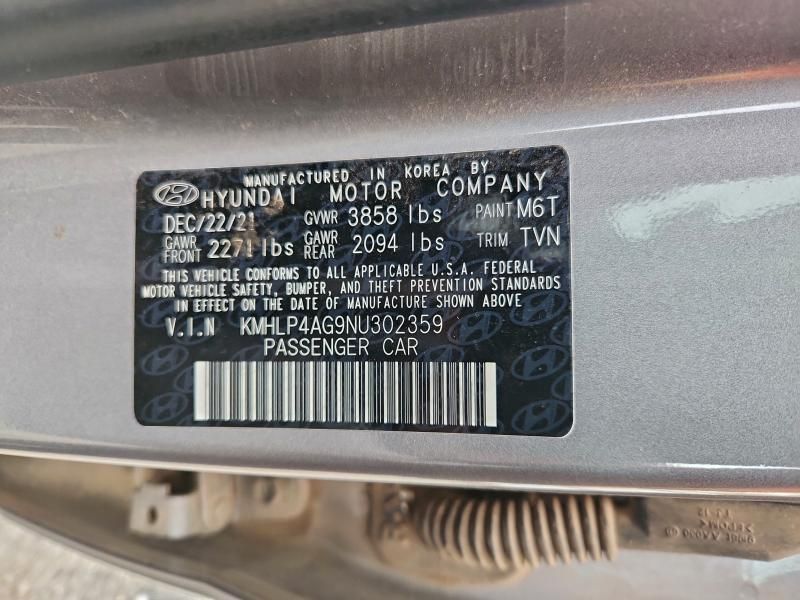 MANUFACTURED IN KOREA BY
HYUNDAI MOTOR COMPANY
DEC/22/21 GVWR 3858 lbs PAINT M6T
GAWR FRONT 2271 lbs GAWR REAR 2094 lbs TRIM TVN
THIS VEHICLE CONFORMS TO ALL APPLICABLE U.S.A. FEDERAL
MOTOR VEHICLE SAFETY, BUMPER, AND THEFT PREVENTION STANDARDS
IN EFFECT ON THE DATE OF MANUFACTURE SHOWN ABOVE
V.I.N KMHLP4AG9NU302359
PASSENGER CAR